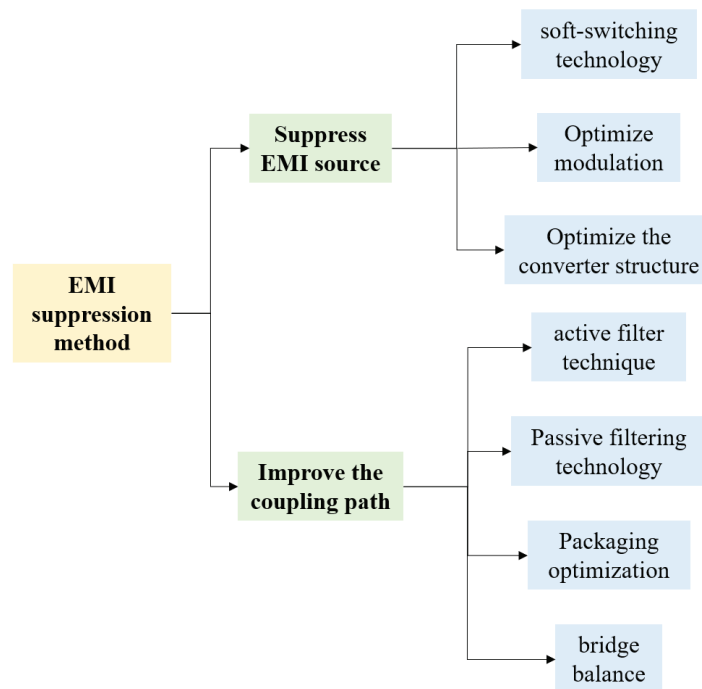 EMI
suppression
method
Suppress
EMI source
soft-switching
technology
Optimize
modulation
Optimize the
converter structure
Improve the
coupling path
active filter
technique
Passive filtering
technology
Packaging
optimization
bridge
balance